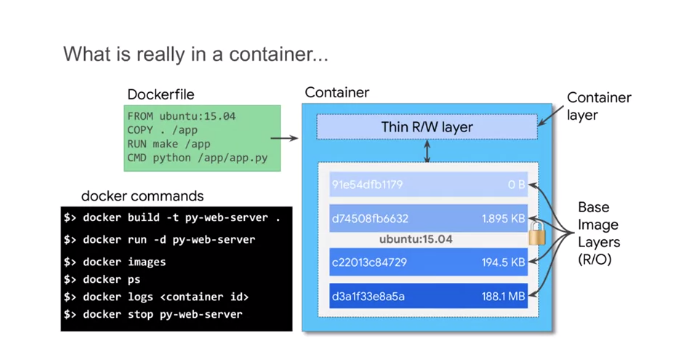 What is really in a container...
Dockerfile
FROM ubuntu:15.04
COPY . /app
RUN make /app
CMD python /app/app.py
docker commands
$> docker build -t py-web-server .
$> docker run -d py-web-server
$> docker images
$> docker ps
$> docker logs <container id>
$> docker stop py-web-server
Container
Thin R/W layer
Container
layer
91e54dfb1179 0 B
d74508fb6632 1.895 KB
ubuntu:15.04
c22013c84729 194.5 KB
d3a1f33e8a5a 188.1 MB
Base
Image
Layers
(R/O)